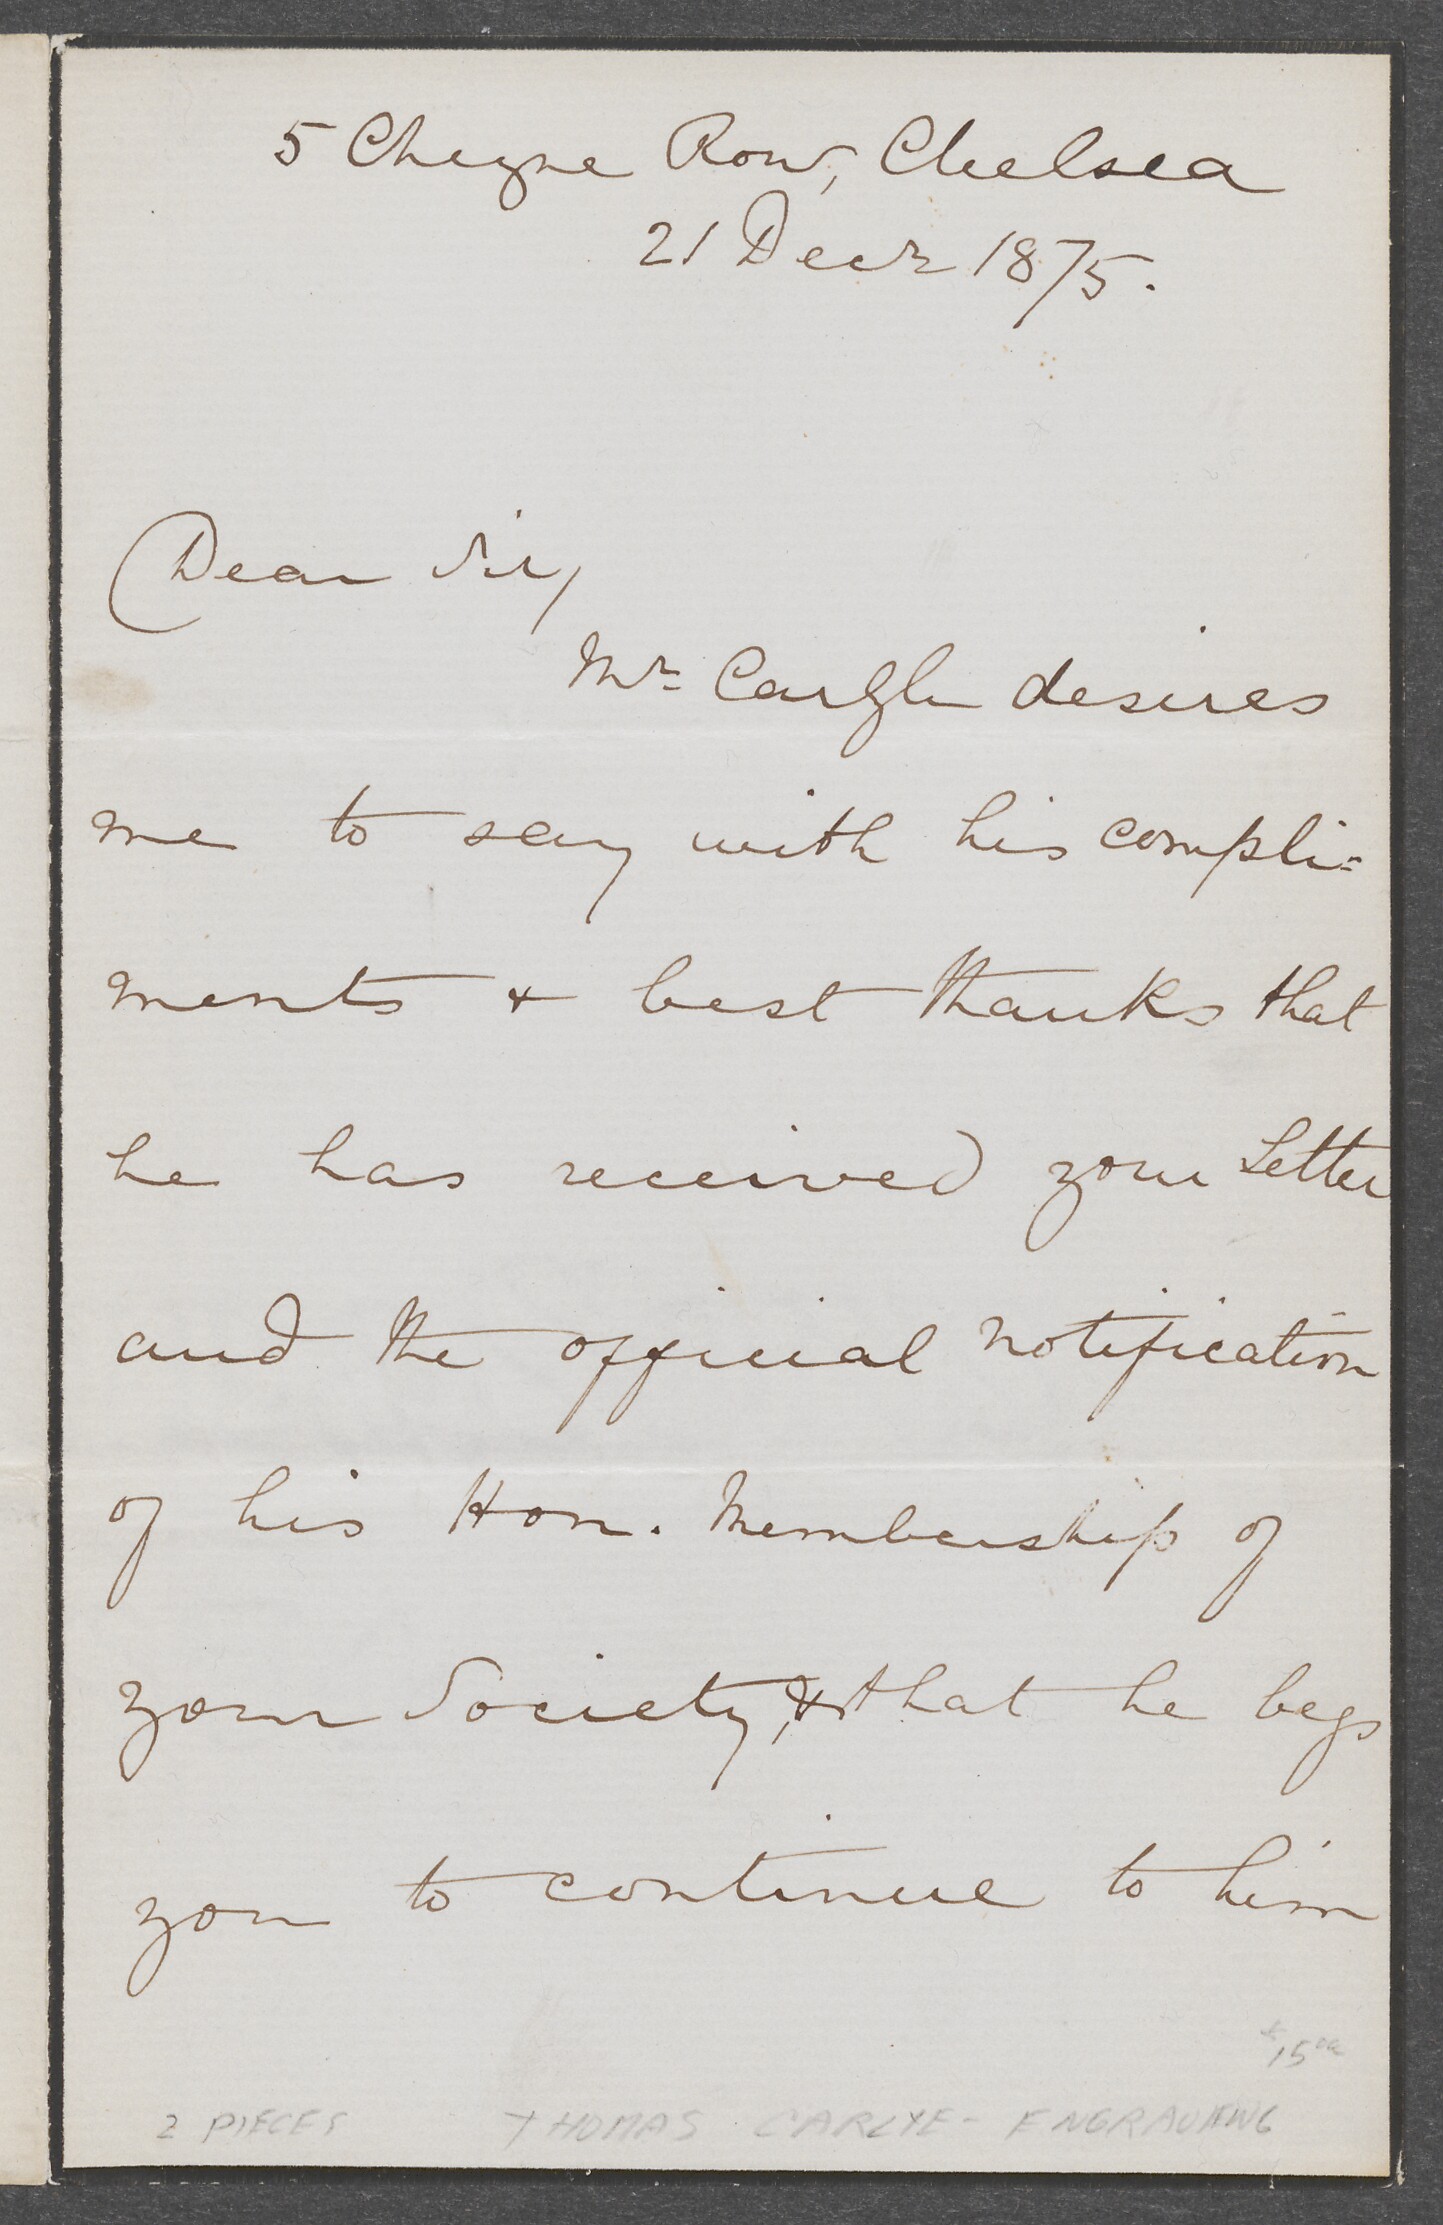 5 Cheyne Row, Chelsea
21 Decr 1875.
Dear Sir,
Mr. Carlyle desires
me to say with his compli=
ments & best thanks that
he has received your Letter
and the official notification
of his Hon. Membership of
your Society, & that he begs
you to continue to him
$15
2 PIECES THOMAS CARLYE - ENGRAVING